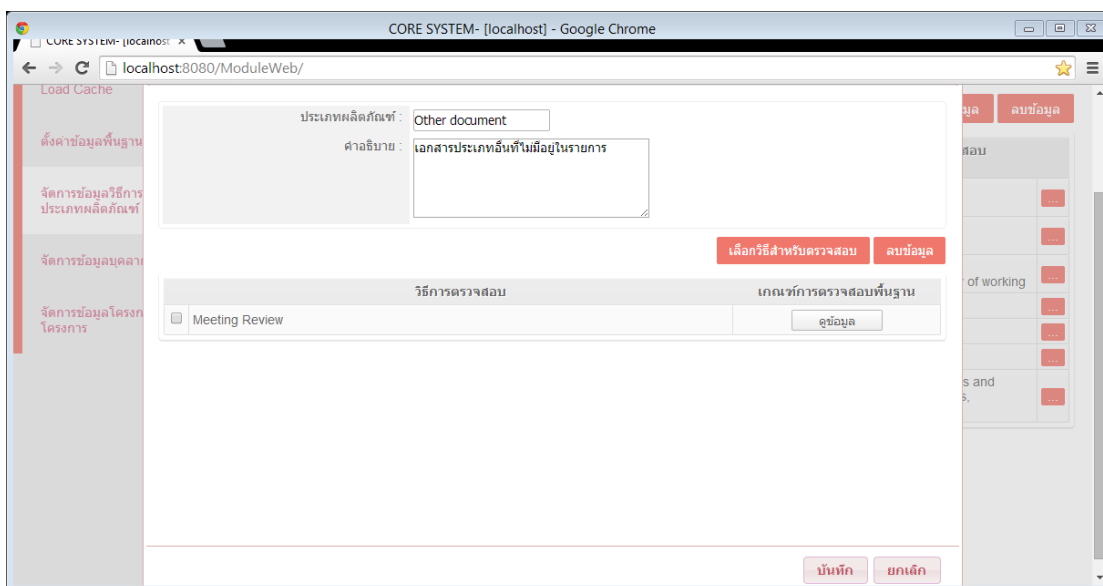 CORE SYSTEM- [localhost] - Google Chrome
CORE SYSTEM- [localhost ×
localhost:8080/ModuleWeb/
Load Cache
ตั้งค่าข้อมูลพื้นฐาน
จัดการข้อมูลวิธีการ
ประเภทผลิตภัณฑ์
จัดการข้อมูลบุคลาก
จัดการข้อมูลโครงก
โครงการ
ประเภทผลิตภัณฑ์ :
Other document
คำอธิบาย :
เอกสารประเภทอื่นที่ไม่มีอยู่ในรายการ
เลือกวิธีสำหรับตรวจสอบ
ลบข้อมูล
วิธีการตรวจสอบ
เกณฑ์การตรวจสอบพื้นฐาน
Meeting Review
ดูข้อมูล
บันทึก
ยกเลิก
มูล
ลบข้อมูล
สอบ
...
...
of working
...
...
...
...
s and
s,
...